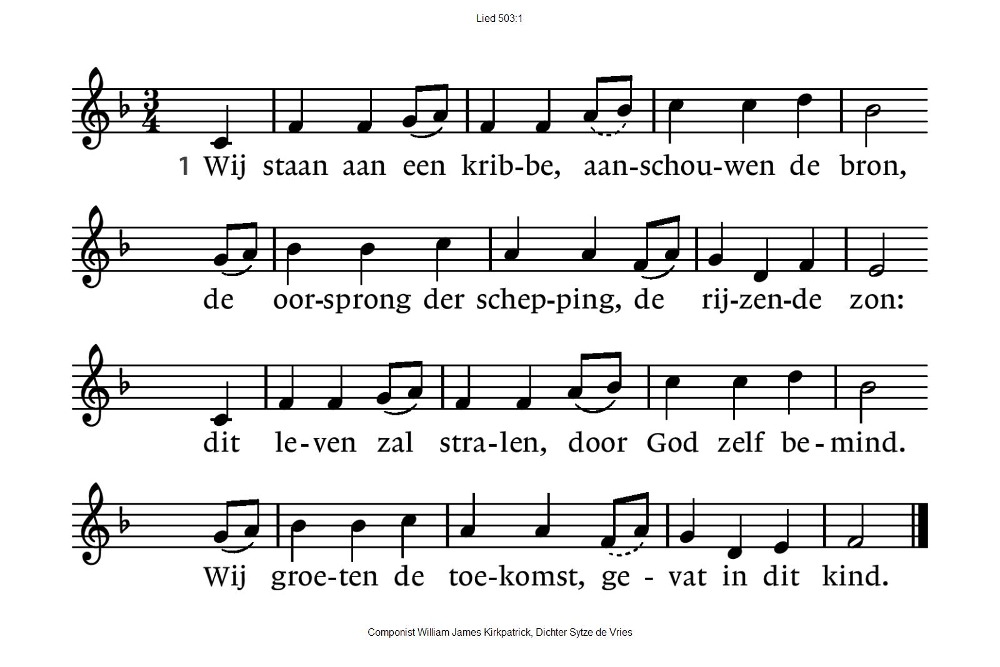 Lied 503:1
3
4
1 Wij staan aan een krib-be, aan-schou-wen de bron,
de oor-sprong der schep-ping, de rij-zen-de zon:
dit le-ven zal stra-len, door God zelf be-mind.
Wij groe-ten de toe-komst, ge-vat in dit kind.
Componist William James Kirkpatrick, Dichter Sytze de Vries